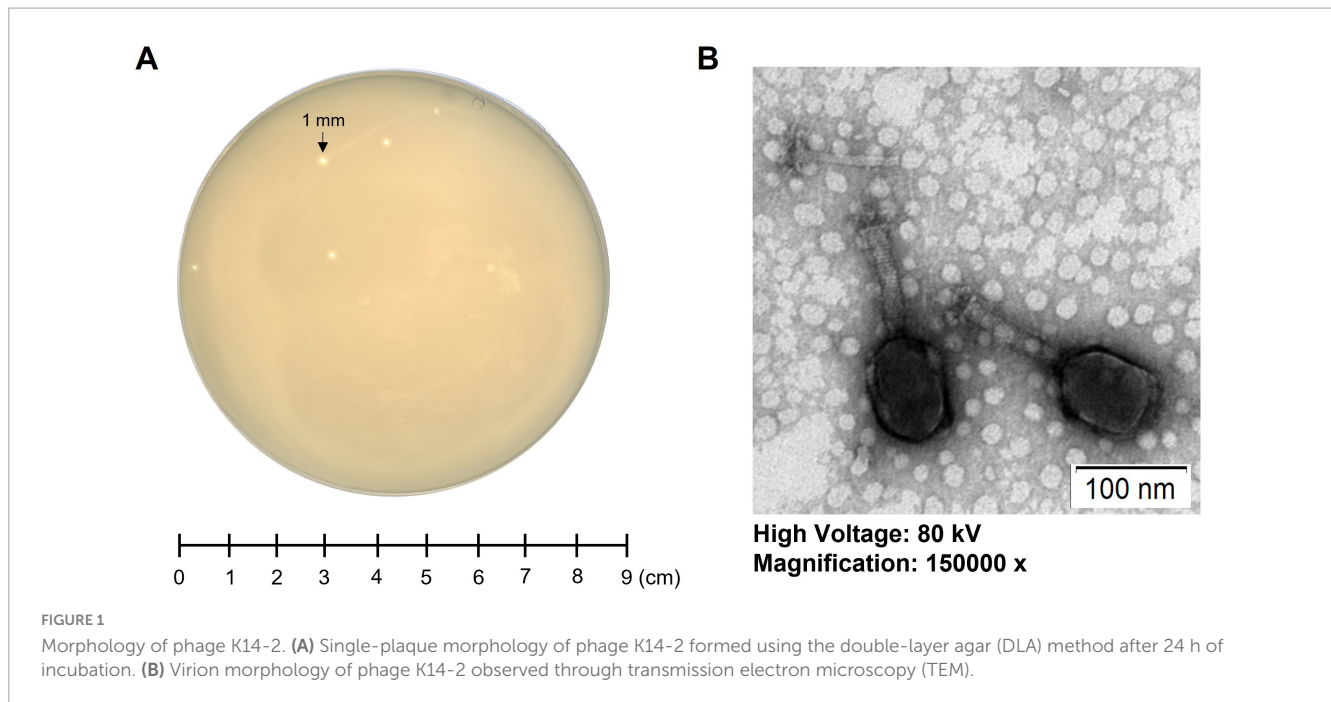 A
B
1 mm
100 nm
0 1 2 3 4 5 6 7 8 9 (cm)
High Voltage: 80 kV
Magnification: 150000 x
FIGURE 1
Morphology of phage K14-2. (A) Single-plaque morphology of phage K14-2 formed using the double-layer agar (DLA) method after 24 h of
incubation. (B) Virion morphology of phage K14-2 observed through transmission electron microscopy (TEM).